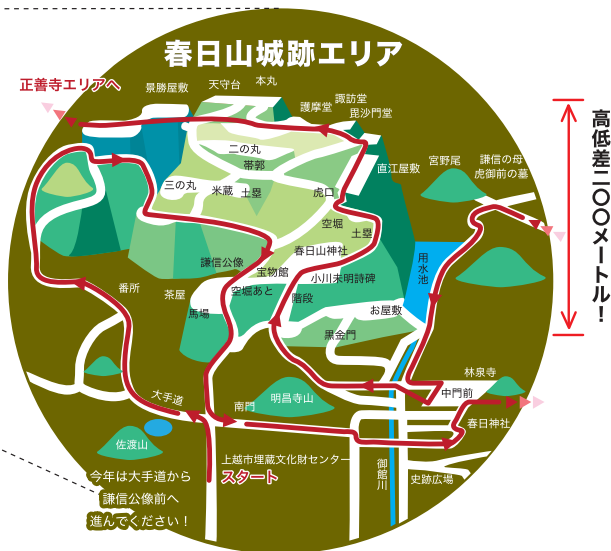 春日山城跡エリア
正善寺エリアへ
景勝屋敷
天守台
本丸
護摩堂
諏訪堂
毘沙門堂
直江屋敷
宮野尾
謙信の母
虎御前の墓
高低差二〇〇メートル！
二の丸
帯郭
三の丸
米蔵
土塁
虎口
空堀
土塁
春日山神社
謙信公像
宝物館
小川未明詩碑
用水池
番所
茶屋
馬場
空堀あと
階段
お屋敷
黒金門
大手道
南門
明昌寺山
林泉寺
中門前
春日神社
佐渡山
上越市埋蔵文化財センター
スタート
御館川
史跡広場
今年は大手道から
謙信公像前へ
進んでください！